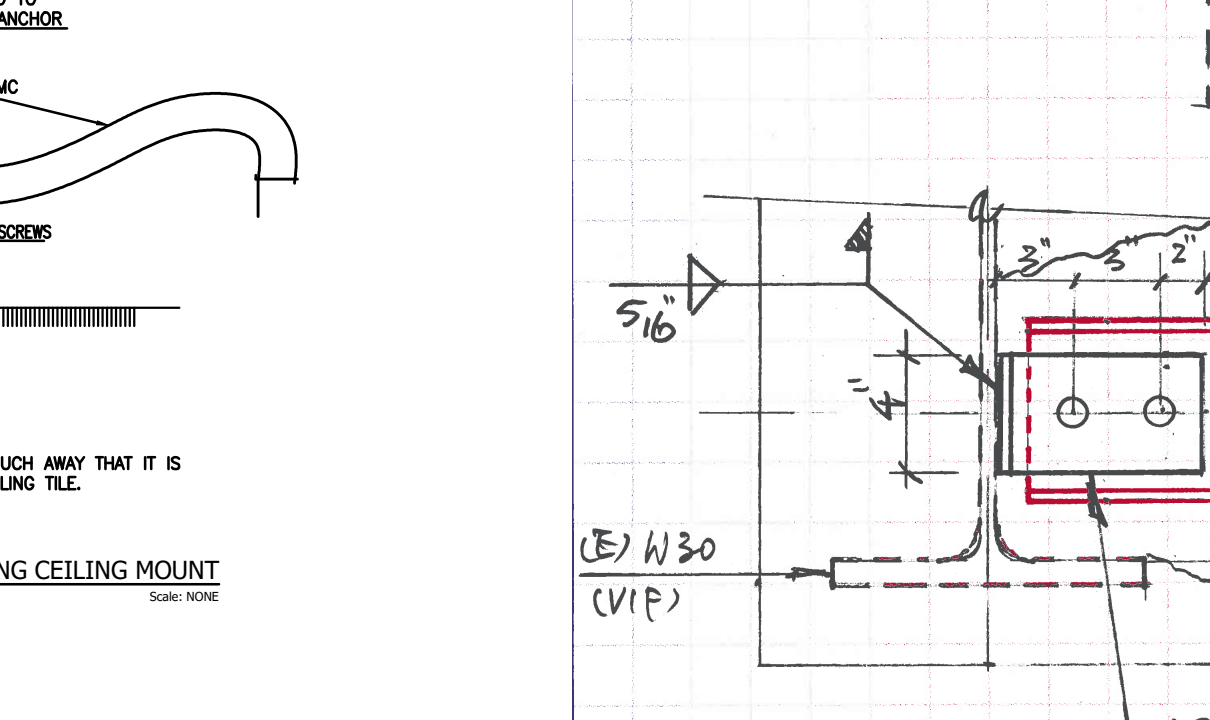 ANCHOR
MC
SCREWS
UCH AWAY THAT IT IS
LING TILE.
NG CEILING MOUNT
Scale: NONE
3" 3" 2"
5/16"
4"
(E) W30
(VIF)